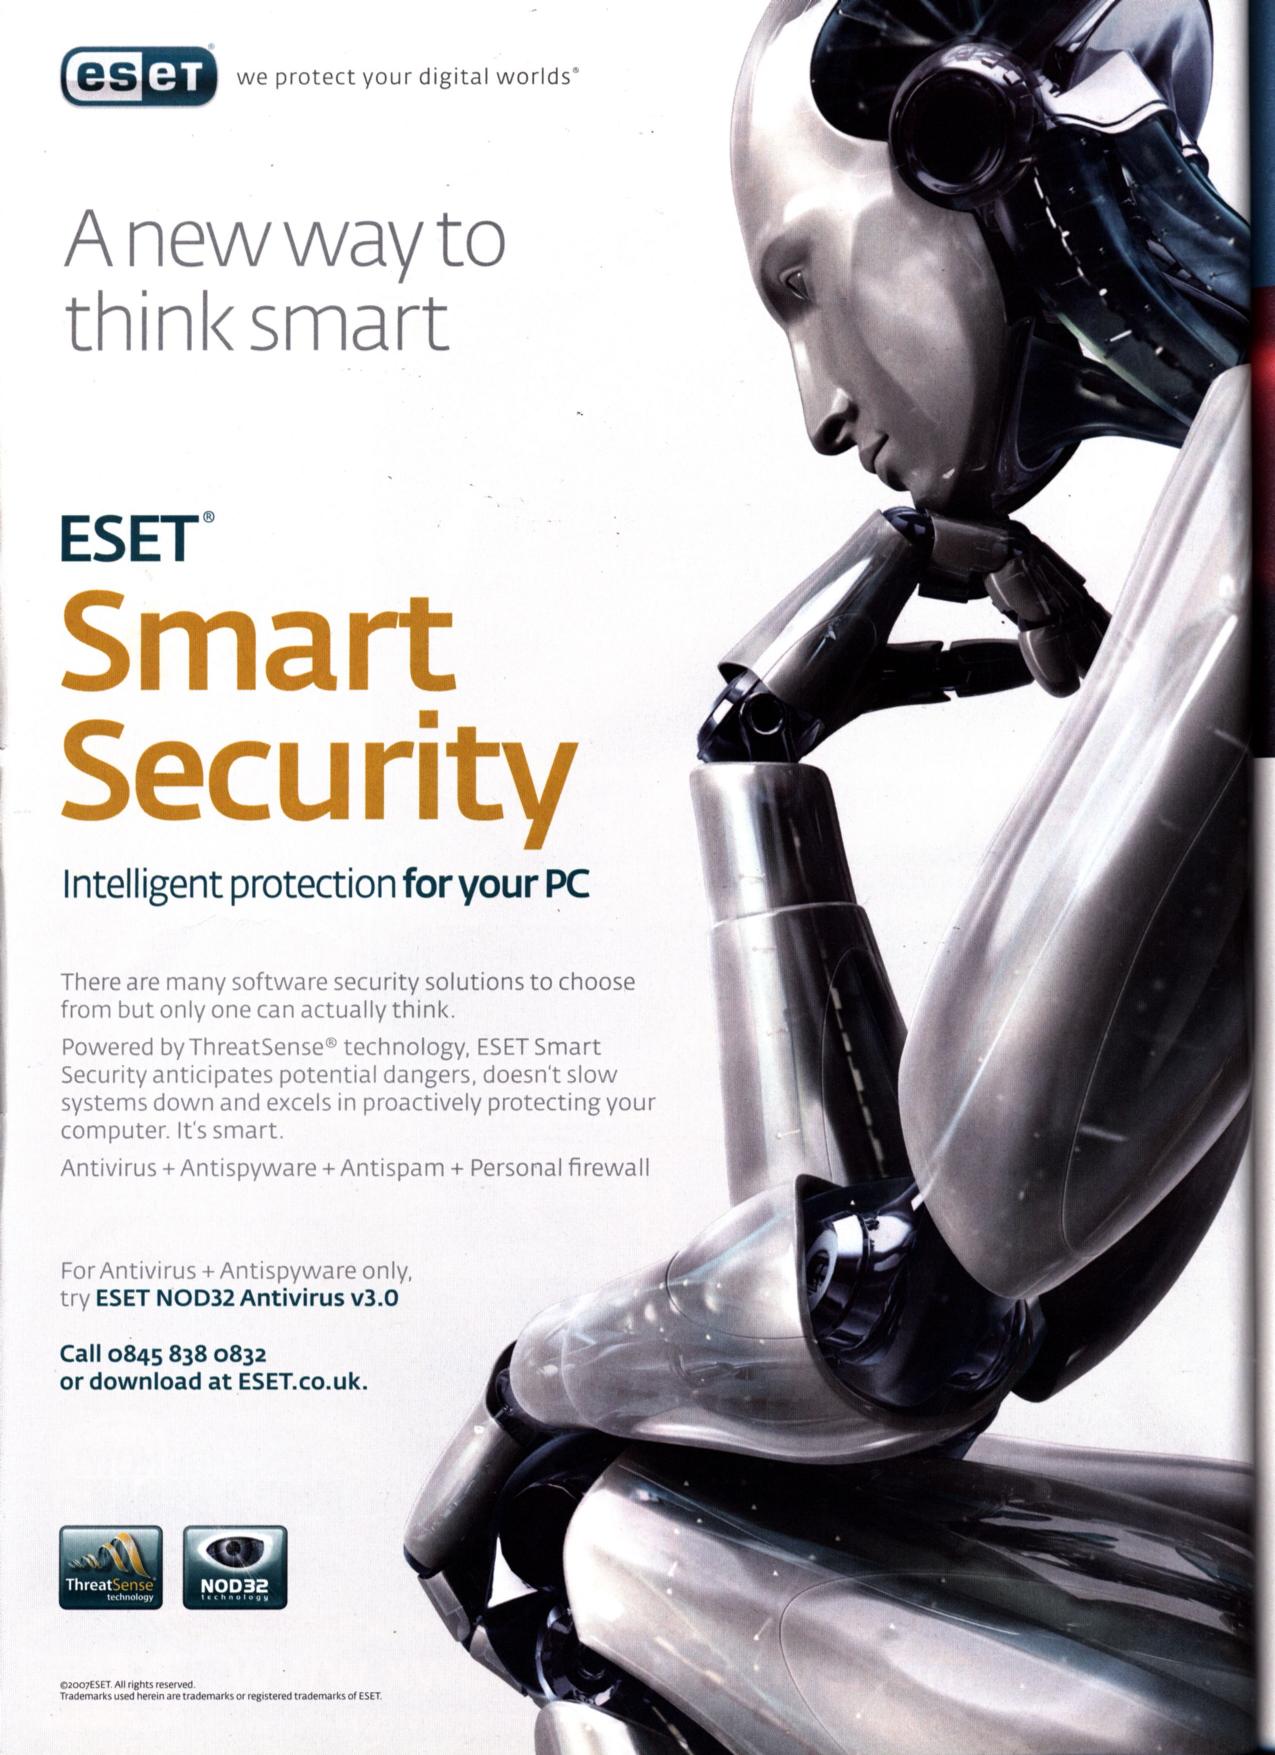 eseT®
we protect your digital worlds®
A new way to
think smart
ESET®
Smart
Security
Intelligent protection for your PC
There are many software security solutions to choose
from but only one can actually think.
Powered by ThreatSense® technology, ESET Smart
Security anticipates potential dangers, doesn't slow
systems down and excels in proactively protecting your
computer. It's smart.
Antivirus + Antispyware + Antispam + Personal firewall
For Antivirus + Antispyware only,
try ESET NOD32 Antivirus v3.0
Call 0845 838 0832
or download at ESET.co.uk.
ThreatSense®
technology
NOD32
technology
©2007ESET. All rights reserved.
Trademarks used herein are trademarks or registered trademarks of ESET.